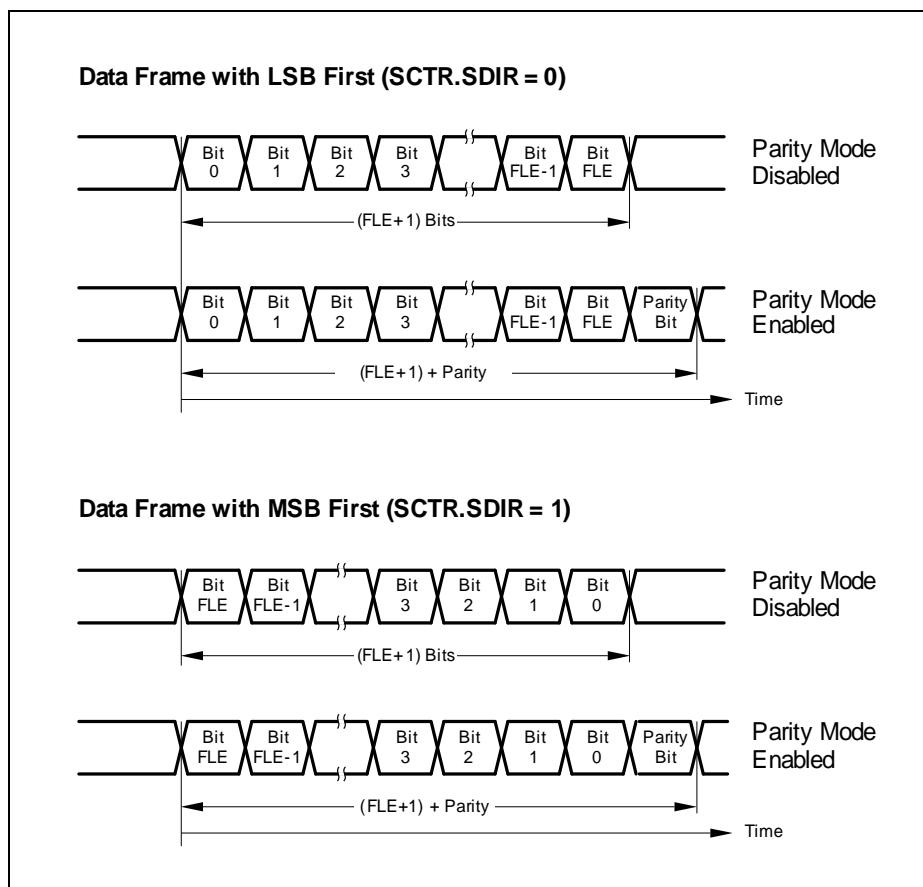 Data Frame with LSB First (SCTR.SDIR = 0)
Bit 0 Bit 1 Bit 2 Bit 3 Bit FLE-1 Bit FLE Parity Mode Disabled
(FLE+1) Bits
Bit 0 Bit 1 Bit 2 Bit 3 Bit FLE-1 Bit FLE Parity Bit Parity Mode Enabled
(FLE+1) + Parity
Time
Data Frame with MSB First (SCTR.SDIR = 1)
Bit FLE Bit FLE-1 Bit 3 Bit 2 Bit 1 Bit 0 Parity Mode Disabled
(FLE+1) Bits
Bit FLE Bit FLE-1 Bit 3 Bit 2 Bit 1 Bit 0 Parity Bit Parity Mode Enabled
(FLE+1) + Parity
Time